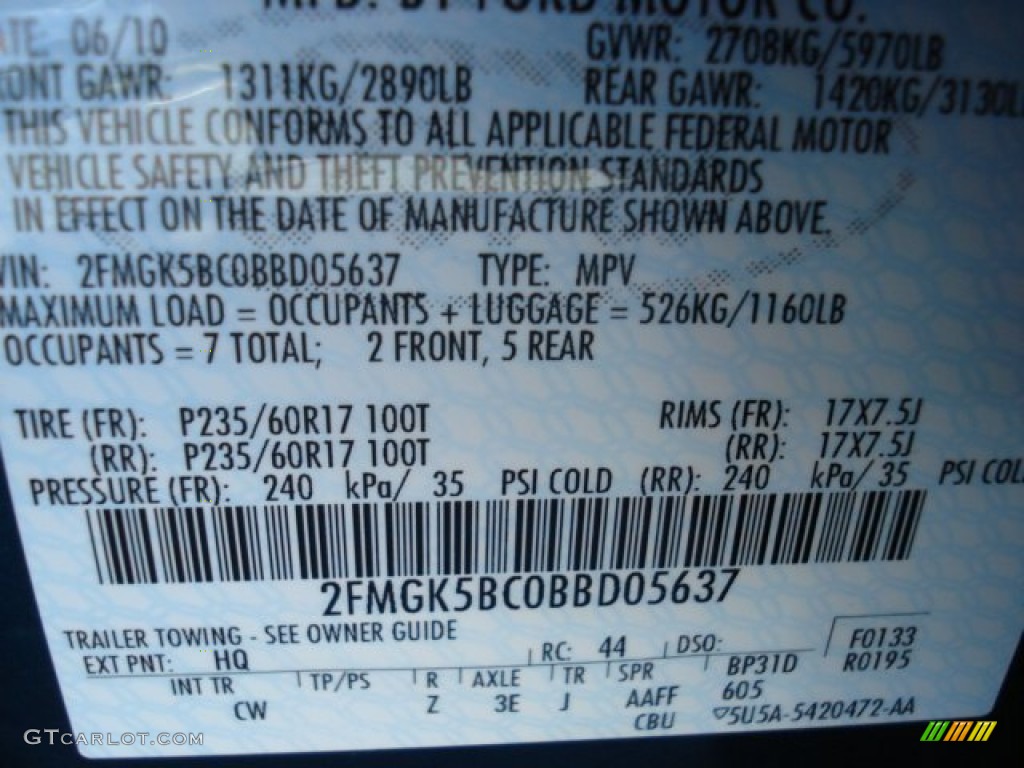 MFD. BY FORD MOTOR CO.
ATE 06/10 GVWR: 2708KG/5970LB
ONT GAWR: 1311KG/2890LB REAR GAWR: 1420KG/3130L
THIS VEHICLE CONFORMS TO ALL APPLICABLE FEDERAL MOTOR
VEHICLE SAFETY AND THEFT PREVENTION STANDARDS
IN EFFECT ON THE DATE OF MANUFACTURE SHOWN ABOVE.
VIN: 2FMGK5BC0BBD05637 TYPE: MPV
MAXIMUM LOAD = OCCUPANTS + LUGGAGE = 526KG/1160LB
OCCUPANTS = 7 TOTAL; 2 FRONT, 5 REAR
TIRE (FR): P235/60R17 100T RIMS (FR): 17X7.5J
(RR): P235/60R17 100T (RR): 17X7.5J
PRESSURE (FR): 240 kPa/ 35 PSI COLD (RR): 240 kPa/ 35 PSI COL
2FMGK5BC0BBD05637
TRAILER TOWING - SEE OWNER GUIDE
EXT PNT: HQ RC: 44 DSO: F0133
INT TR TP/PS R AXLE TR SPR BP31D R0195
CW Z 3E J AAFF 605
CBU ▽5U5A-5420472-AA
GTCarLot.com